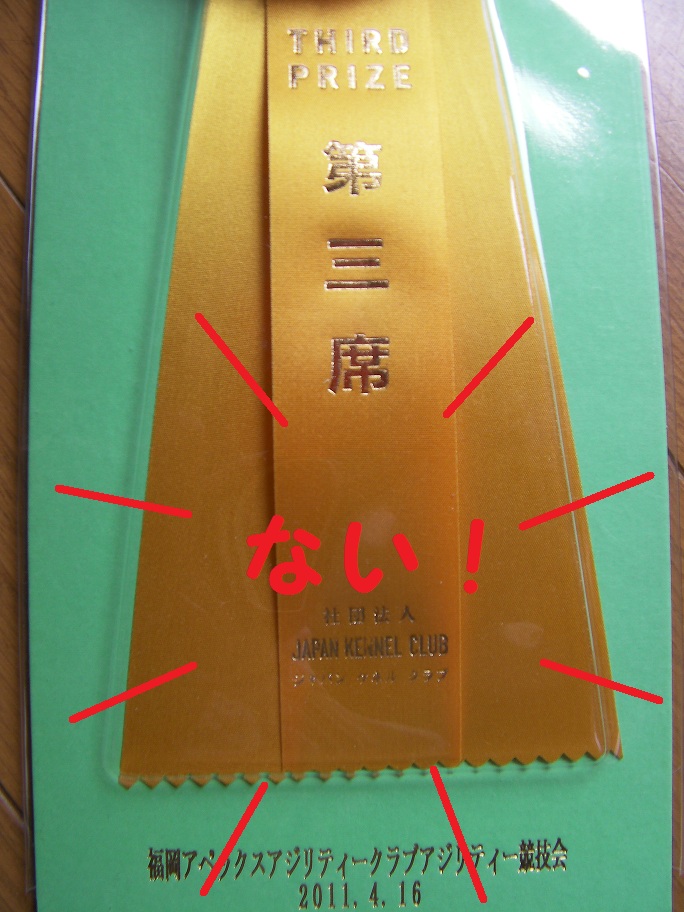 THIRD
PRIZE
第
三
席
ない！
社団法人
JAPAN KENNEL CLUB
ジャパン ケネル クラブ
福岡アペックスアジリティークラブアジリティー競技会
2011.4.16